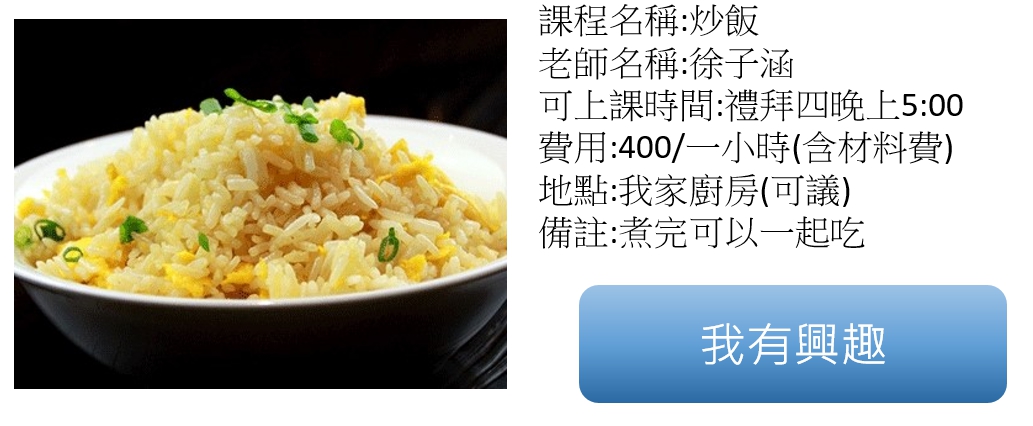 課程名稱:炒飯
老師名稱:徐子涵
可上課時間:禮拜四晚上5:00
費用:400/一小時(含材料費)
地點:我家廚房(可議)
備註:煮完可以一起吃
我有興趣